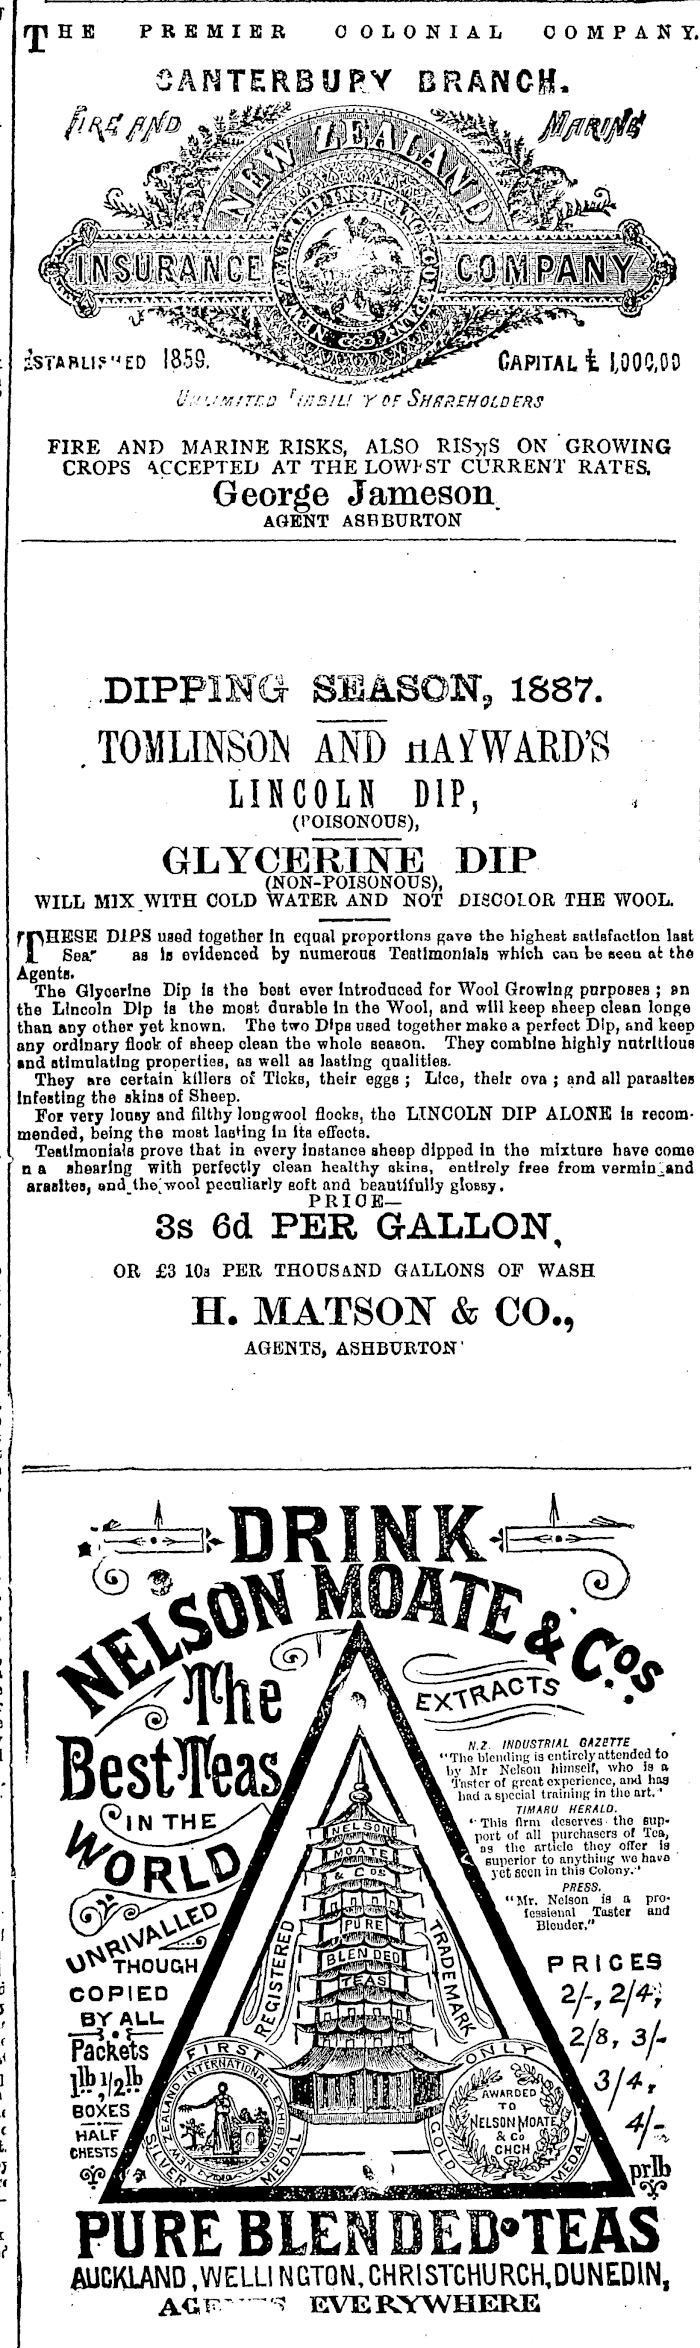 THE PREMIER COLONIAL COMPANY.
CANTERBURY BRANCH.
FIRE AND MARINE
NEW ZEALAND
INSURANCE COMPANY
ESTABLISHED 1859. CAPITAL £1,000,00
UNLIMITED LIABILITY OF SHAREHOLDERS
FIRE AND MARINE RISKS, ALSO RISKS ON GROWING
CROPS ACCEPTED AT THE LOWEST CURRENT RATES.
George Jameson.
AGENT ASHBURTON
DIPPING SEASON, 1887.
TOMLINSON AND HAYWARD'S
LINCOLN DIP,
(POISONOUS),
GLYCERINE DIP
(NON-POISONOUS),
WILL MIX WITH COLD WATER AND NOT DISCOLOR THE WOOL.
THESE DIPS used together in equal proportions gave the highest satisfaction last
Sea as is evidenced by numerous Testimonials which can be seen at the
Agents.
The Glycerine Dip is the best ever introduced for Wool Growing purposes ; an
the Lincoln Dip is the most durable in the Wool, and will keep sheep clean longe
than any other yet known. The two Dips used together make a perfect Dip, and keep
any ordinary flock of sheep clean the whole season. They combine highly nutritious
and stimulating properties, as well as lasting qualities.
They are certain killers of Ticks, their eggs ; Lice, their ova ; and all parasites
infesting the skins of Sheep.
For very lousy and filthy longwool flocks, the LINCOLN DIP ALONE is recom-
mended, being the most lasting in its effects.
Testimonials prove that in every instance sheep dipped in the mixture have come
n a shearing with perfectly clean healthy skins, entirely free from vermin and
arasites, and the wool peculiarly soft and beautifully glossy.
PRICE—
3s 6d PER GALLON,
OR £3 10s PER THOUSAND GALLONS OF WASH
H. MATSON & CO.,
AGENTS, ASHBURTON
DRINK
NELSON MOATE & Cos.
The
Best Teas
IN THE
WORLD
UNRIVALLED
THOUGH
COPIED
BY ALL
Packets
1lb 1/2lb
BOXES
HALF
CHESTS
EXTRACTS
N.Z. INDUSTRIAL GAZETTE
"The blending is entirely attended to
by Mr Nelson himself, who is a
Taster of great experience, and has
had a special training in the art."
TIMARU HERALD.
"This firm deserves the sup-
port of all purchasers of Tea,
as the article they offer is
superior to anything we have
yet seen in this Colony."
PRESS.
"Mr. Nelson is a pro-
fessional Taster and
Blender."
PRICES
2/-, 2/4,
2/8, 3/-
3/4,
4/-
prlb
NELSON
MOATE
& COS
PURE
BLENDED
TEAS
REGISTERED
TRADE MARK
FIRST
SILVER MEDAL
NEW ZEALAND INTERNATIONAL EXHIBITION
ONLY
GOLD MEDAL
AWARDED
TO
NELSON MOATE
& Co
CHCH
PURE BLENDED TEAS
AUCKLAND, WELLINGTON, CHRISTCHURCH, DUNEDIN,
AGENTS EVERYWHERE